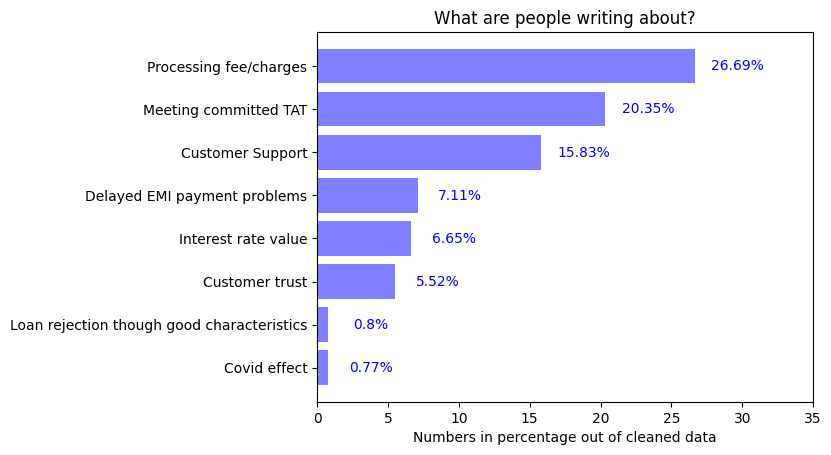 What are people writing about?
Processing fee/charges 26.69%
Meeting committed TAT 20.35%
Customer Support 15.83%
Delayed EMI payment problems 7.11%
Interest rate value 6.65%
Customer trust 5.52%
Loan rejection though good characteristics 0.8%
Covid effect 0.77%
0 5 10 15 20 25 30 35
Numbers in percentage out of cleaned data